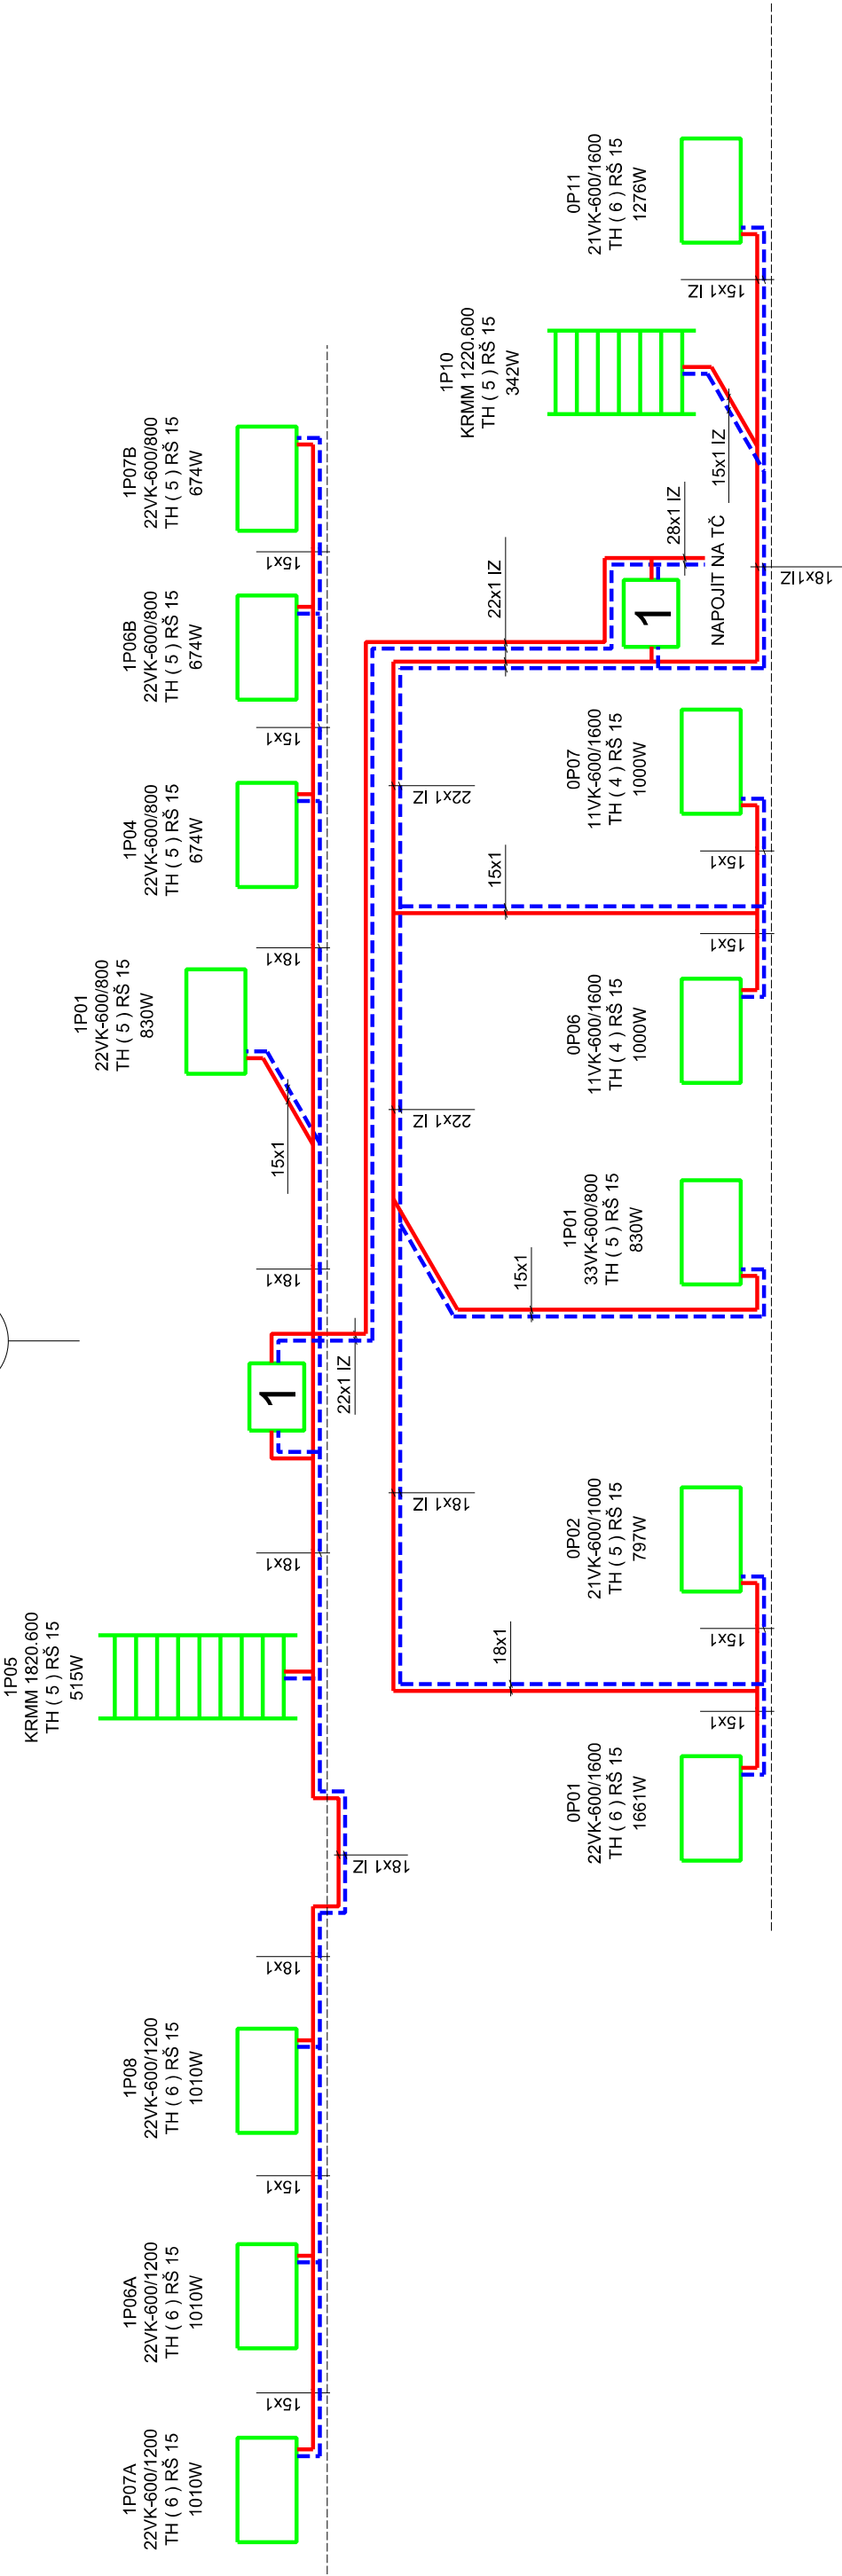 1P07A
22VK-600/1200
TH ( 6 ) RŠ 15
1010W
1P06A
22VK-600/1200
TH ( 6 ) RŠ 15
1010W
1P08
22VK-600/1200
TH ( 6 ) RŠ 15
1010W
1P05
KRMM 1820.600
TH ( 5 ) RŠ 15
515W
1P01
22VK-600/800
TH ( 5 ) RŠ 15
830W
1P04
22VK-600/800
TH ( 5 ) RŠ 15
674W
1P06B
22VK-600/800
TH ( 5 ) RŠ 15
674W
1P07B
22VK-600/800
TH ( 5 ) RŠ 15
674W
15x1
15x1
18x1
18x1 IZ
18x1
1
22x1 IZ
18x1
15x1
18x1
15x1
15x1
18x1 IZ
22x1 IZ
22x1 IZ
22x1 IZ
18x1
15x1
15x1
0P01
22VK-600/1600
TH ( 6 ) RŠ 15
1661W
0P02
21VK-600/1000
TH ( 5 ) RŠ 15
797W
1P01
33VK-600/800
TH ( 5 ) RŠ 15
830W
0P06
11VK-600/1600
TH ( 4 ) RŠ 15
1000W
0P07
11VK-600/1600
TH ( 4 ) RŠ 15
1000W
1P10
KRMM 1220.600
TH ( 5 ) RŠ 15
342W
0P11
21VK-600/1600
TH ( 6 ) RŠ 15
1276W
1
28x1 IZ
NAPOJIT NA TČ
15x1 IZ
15x1
15x1
15x1
15x1
18x1IZ
15x1 IZ